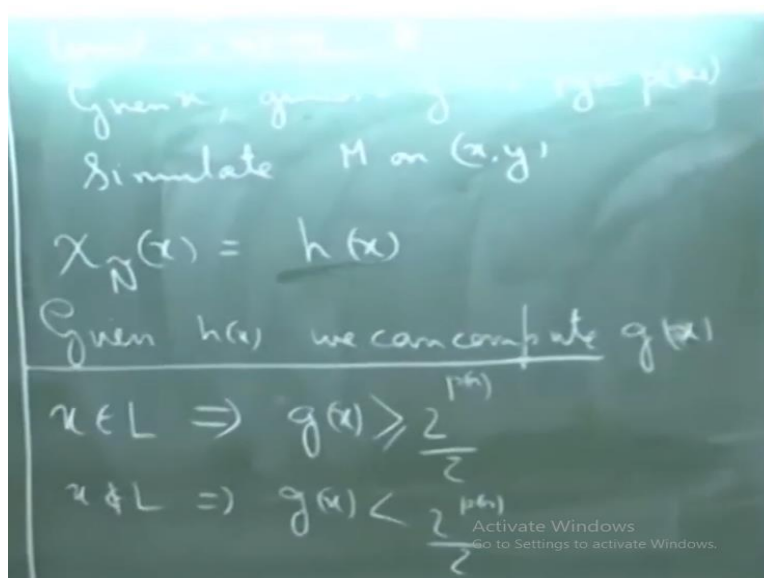 Given x, y p(n)
Simulate M on (x,y)
χ_Ñ(x) = h(x)
Given h(x) we can compute g(x)
x ∈ L ⇒ g(x) ⩾ 2^{p(n)}/2
x ∉ L ⇒ g(x) < 2^{p(n)}/2
Activate Windows
Go to Settings to activate Windows.